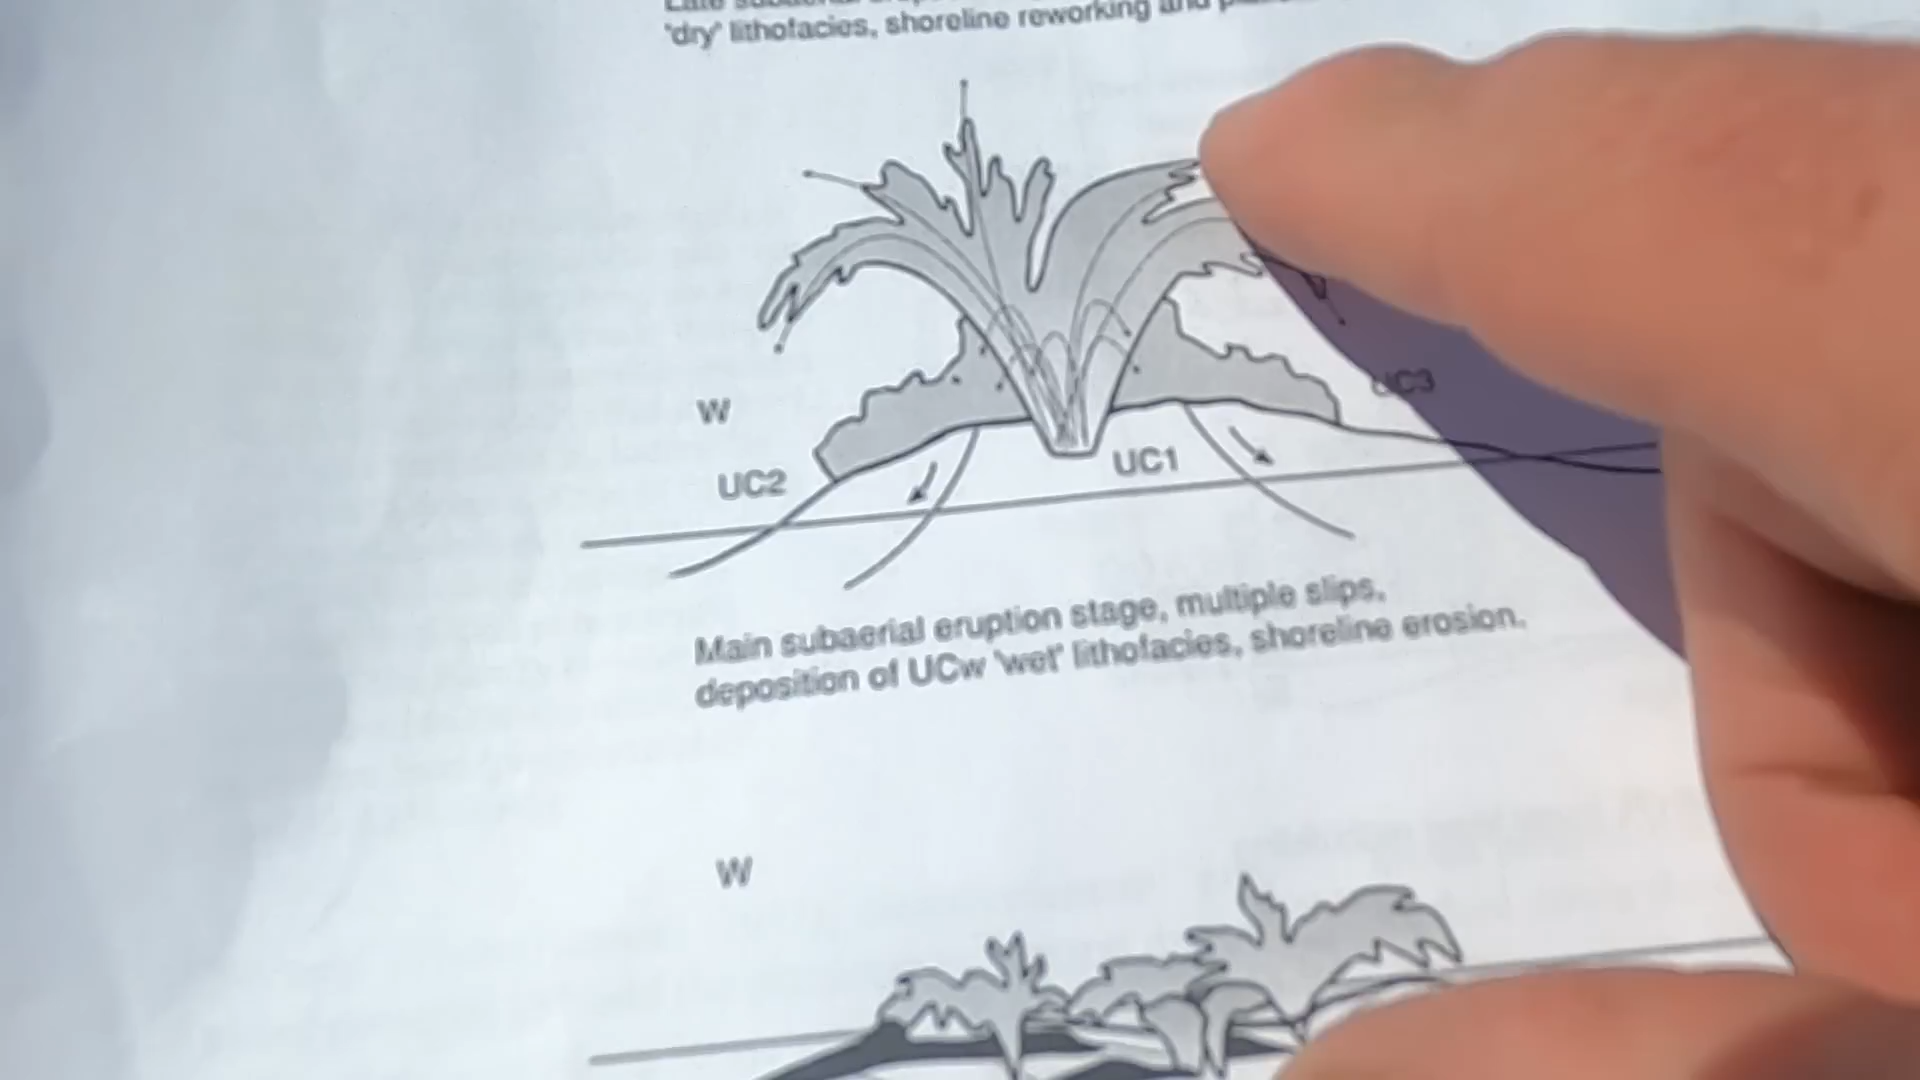 'dry' lithofacies, shoreline reworking and
W
UC3
UC2
UC1
Main subaerial eruption stage, multiple slips,
deposition of UCw 'wet' lithofacies, shoreline erosion.
W